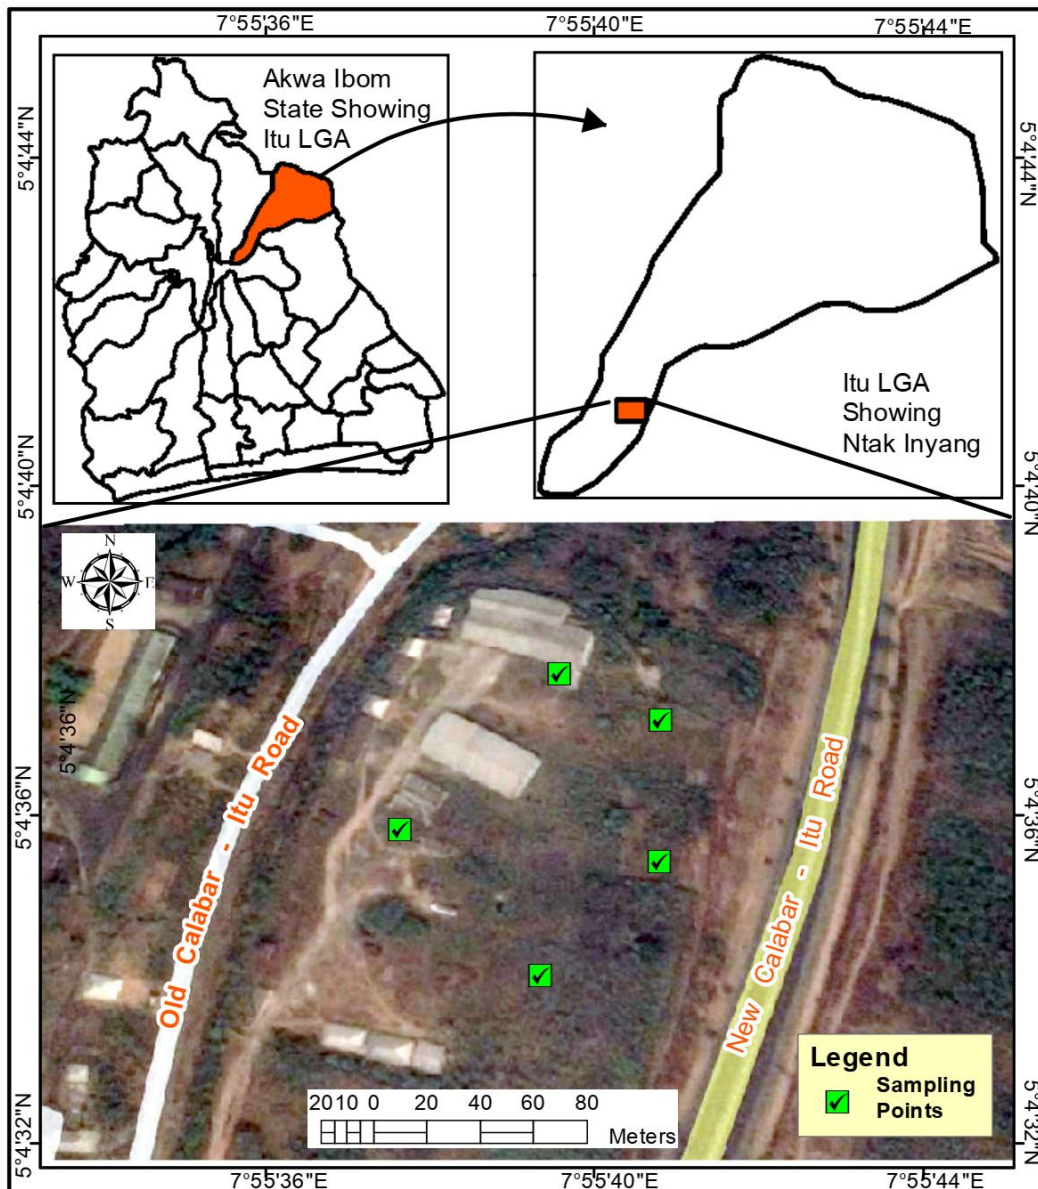 7°55'36"E
7°55'40"E
7°55'44"E
5°4'44"N
5°4'44"N
Akwa Ibom
State Showing
Itu LGA
Itu LGA
Showing
Ntak Inyang
5°4'40"N
5°4'40"N
N
W
E
S
5°4'36"N
5°4'36"N
5°4'36"N
Old Calabar - Itu Road
New Calabar - Itu Road
Legend
Sampling
Points
2010 0 20 40 60 80
Meters
5°4'32"N
5°4'32"N
7°55'36"E
7°55'40"E
7°55'44"E